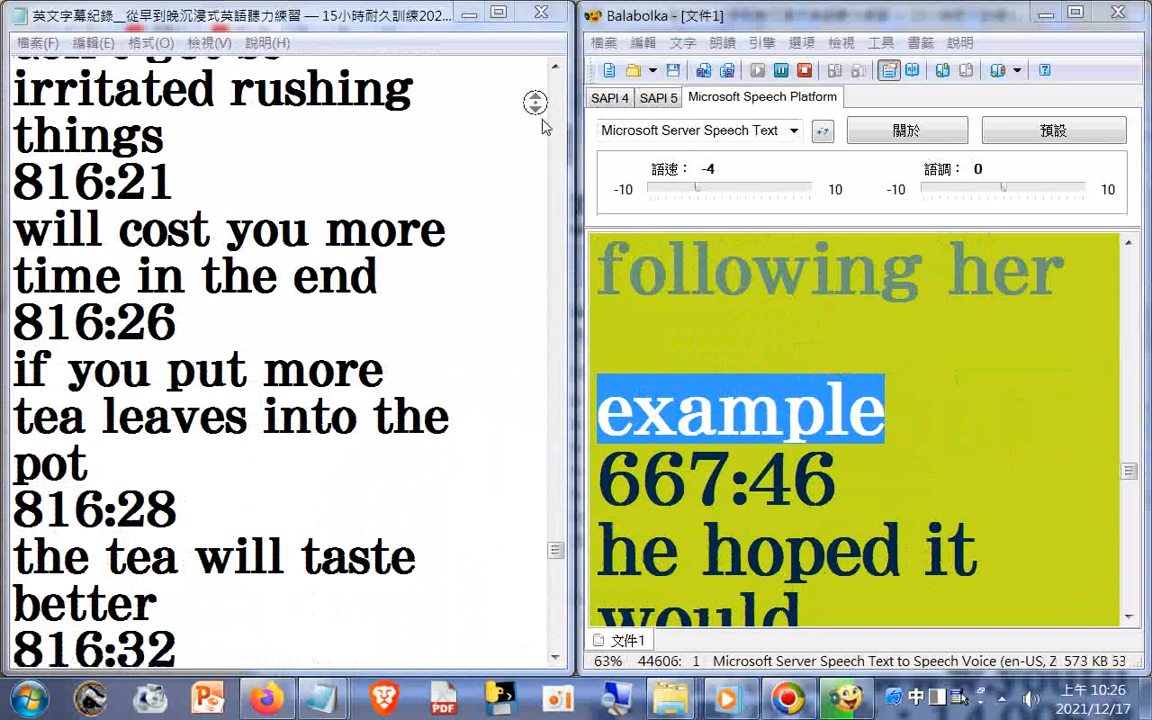 英文字幕紀錄__從早到晚沉浸式英語聽力練習 — 15小時耐久訓練202...
檔案(F) 編輯(E) 格式(O) 檢視(V) 說明(H)
irritated rushing
things
816:21
will cost you more
time in the end
816:26
if you put more
tea leaves into the
pot
816:28
the tea will taste
better
816:32
Balabolka - [文件1]
檔案 編輯 文字 朗讀 引擎 選項 檢視 工具 書籤 說明
SAPI 4 SAPI 5 Microsoft Speech Platform
Microsoft Server Speech Text 關於 預設
語速： -4 語調： 0
-10 10 -10 10
following her
example
667:46
he hoped it
would
文件1
63% 44606: 1 Microsoft Server Speech Text to Speech Voice (en-US, Z 573 KB 53
中 上午 10:26
2021/12/17